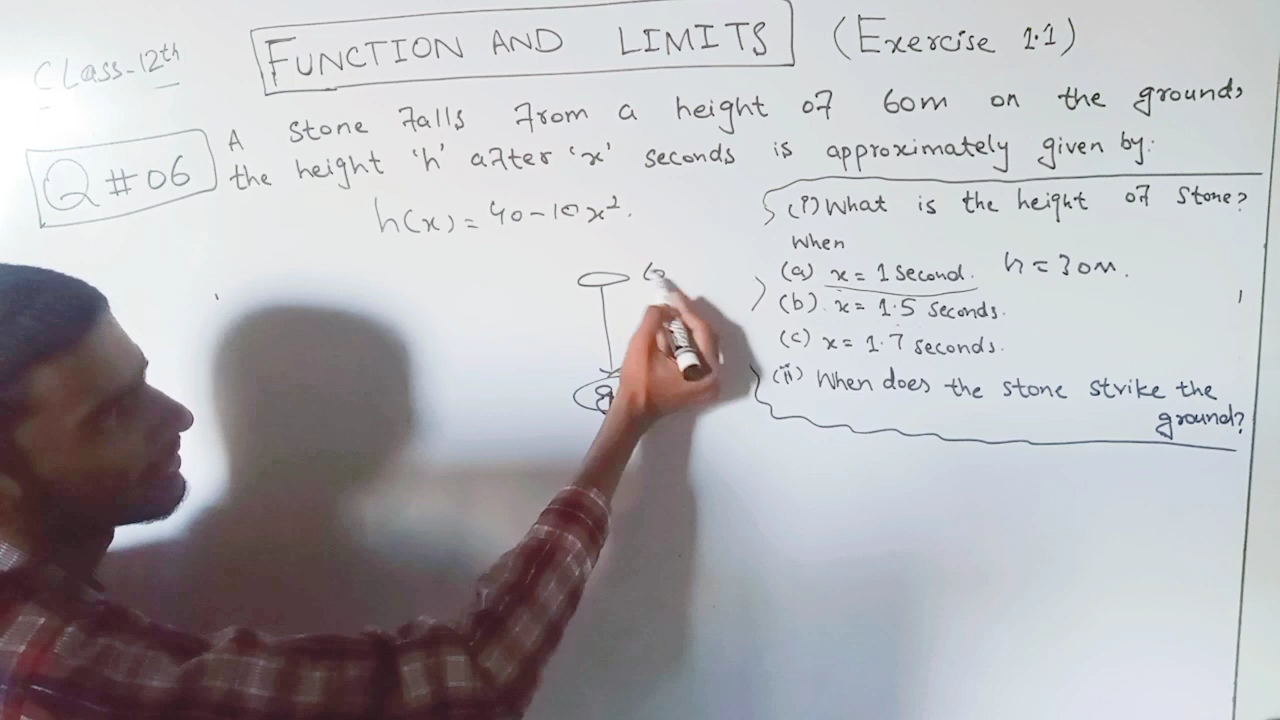 CLass-12th
FUNCTION AND LIMITS
(Exercise 1.1)
Q # 06
A stone falls from a height of 60m on the ground,
the height 'h' after 'x' seconds is approximately given by:
h(x) = 40-10x².
(i) What is the height of stone?
When
(a) x = 1 second. h = 30m.
(b). x = 1.5 seconds.
(c) x = 1.7 seconds.
(ii) When does the stone strike the
ground?